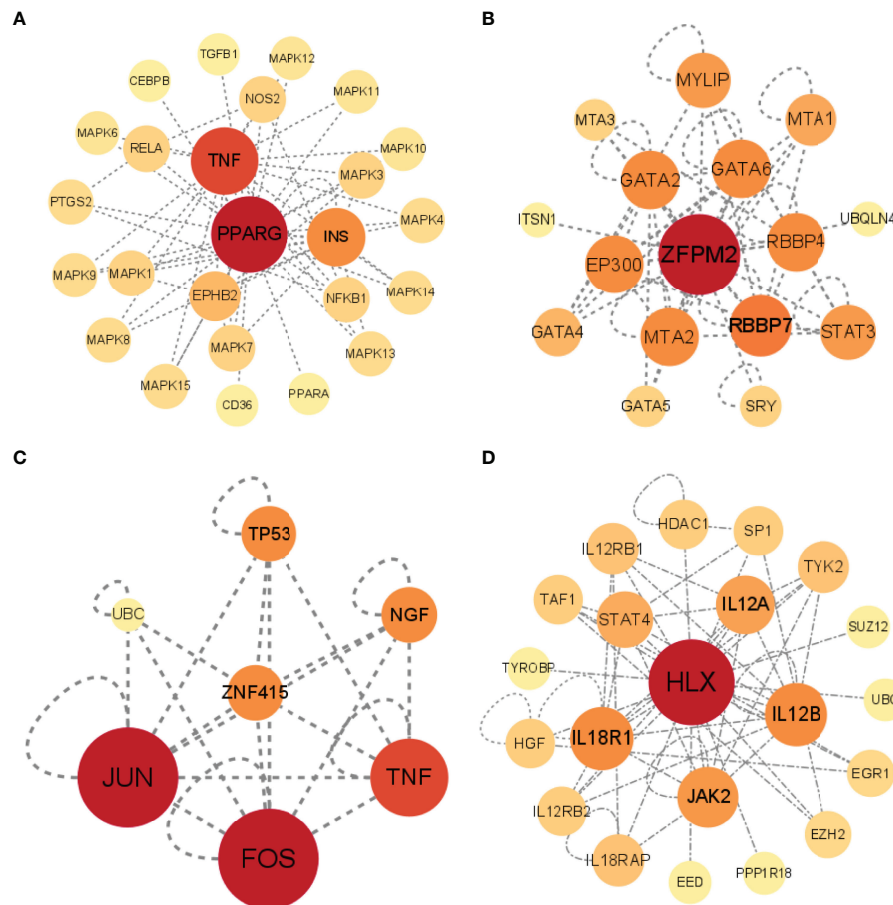 A
TGFB1
MAPK12
CEBPB
MAPK11
NOS2
MAPK6
RELA
TNF
MAPK10
MAPK3
PTGS2
MAPK4
PPARG
INS
MAPK9
MAPK1
EPHB2
NFKB1
MAPK14
MAPK8
MAPK7
MAPK13
MAPK15
CD36
PPARA
B
MYLIP
MTA3
MTA1
GATA2
GATA6
ITSN1
UBQLN4
ZFPM2
RBBP4
EP300
GATA4
MTA2
RBBP7
STAT3
GATA5
SRY
C
TP53
UBC
NGF
ZNF415
JUN
TNF
FOS
D
HDAC1
SP1
IL12RB1
TYK2
TAF1
STAT4
IL12A
SUZ12
TYROBP
HLX
UBC
IL18R1
IL12B
HGF
EGR1
JAK2
IL12RB2
EZH2
IL18RAP
EED
PPP1R18